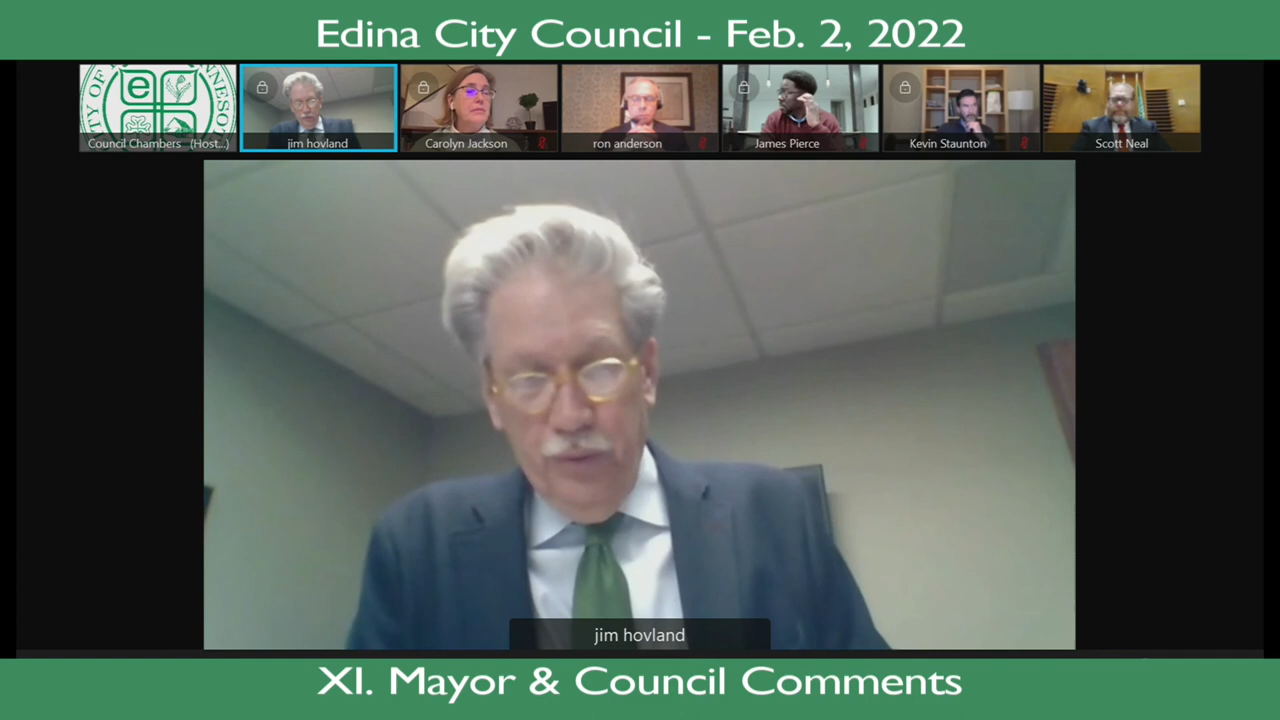 Edina City Council - Feb. 2, 2022
Council Chambers (Host...)
jim hovland
Carolyn Jackson
ron anderson
James Pierce
Kevin Staunton
Scott Neal
jim hovland
XI. Mayor & Council Comments